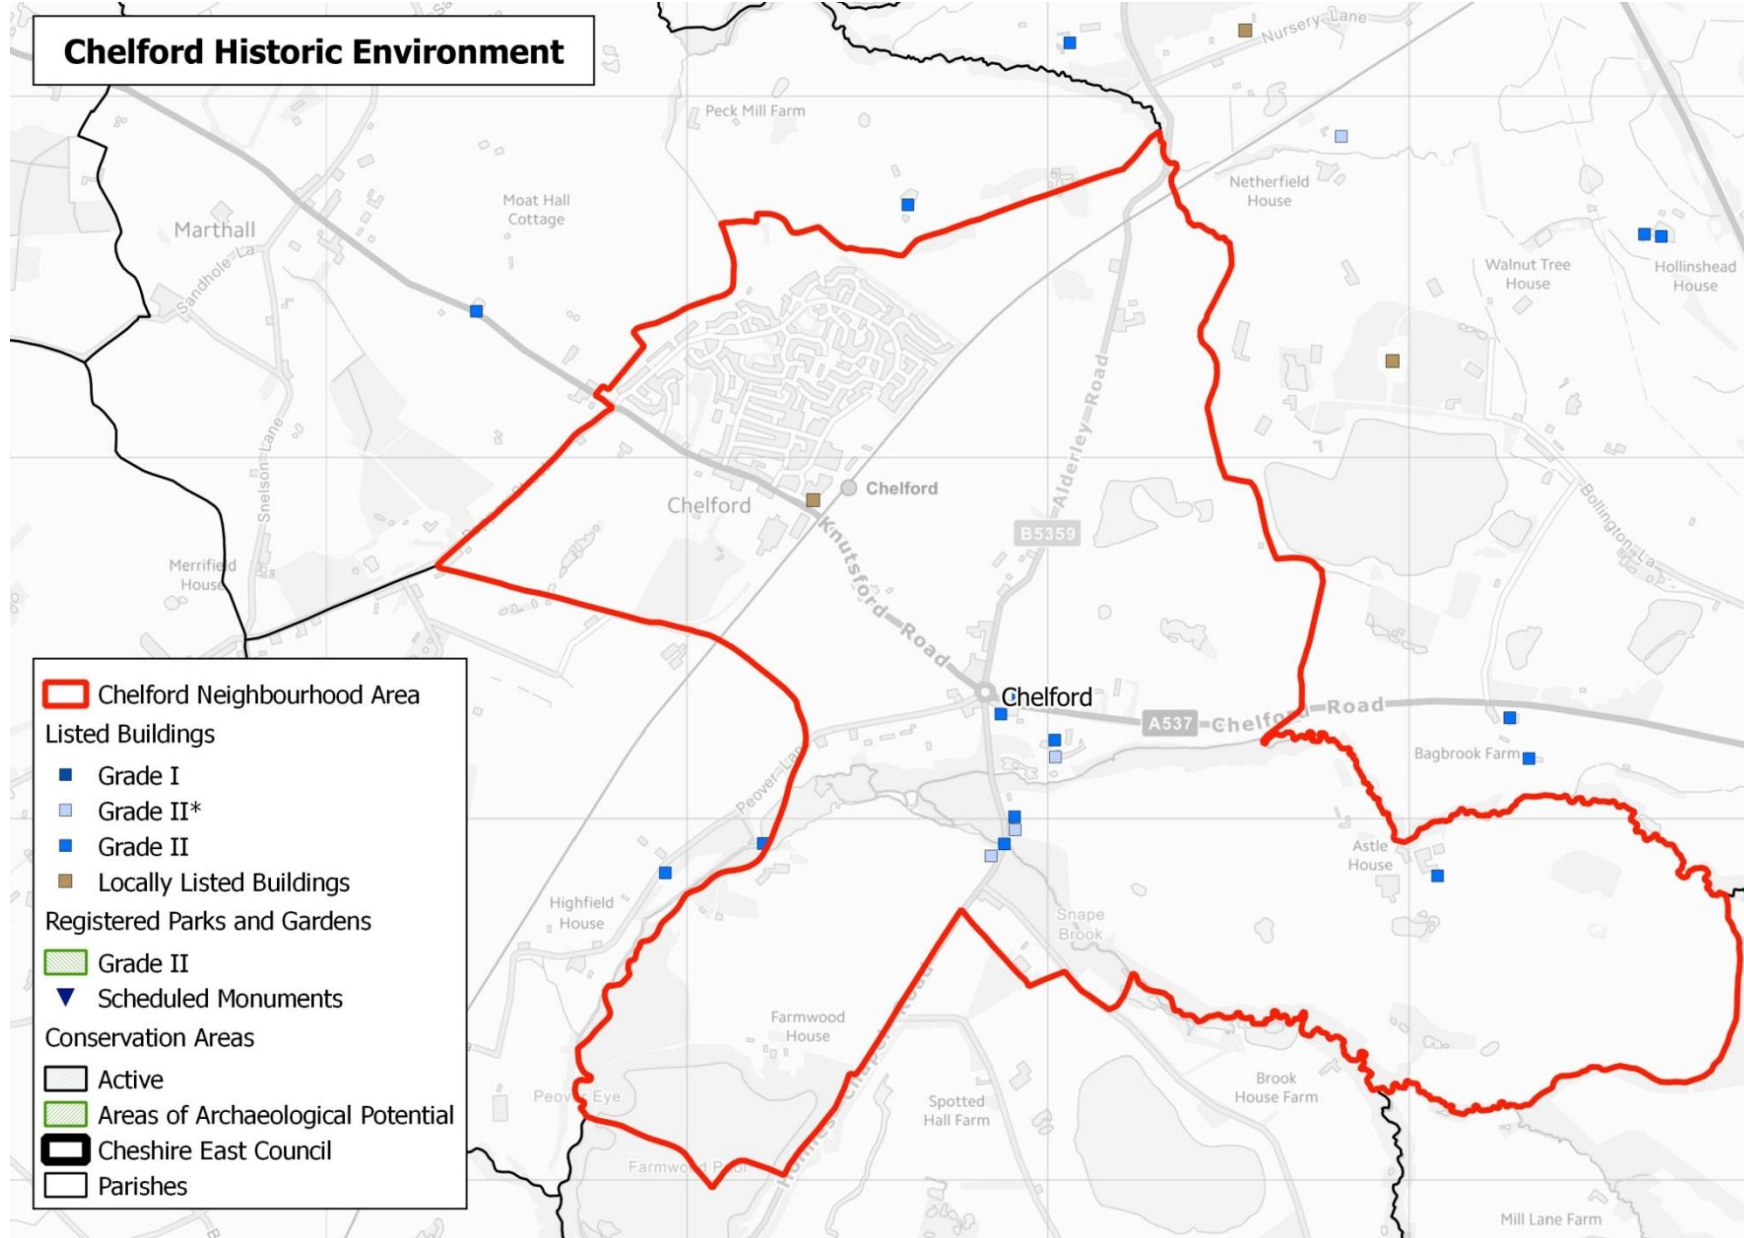 Chelford Historic Environment
Nursery Lane
Peck Mill Farm
Moat Hall
Cottage
Marthall
Sandhole La
Netherfield
House
Walnut Tree
House
Hollinshead
House
Alderley Road
Snelson Lane
Chelford
Chelford
Knutsford Road
B5359
Bollington La
Merrifield
House
Chelford
A537
Chelford Road
Bagbrook Farm
Peover Lane
Astle
House
Highfield
House
Snape
Brook
Farmwood
House
Peover Eye
Spotted
Hall Farm
Brook
House Farm
Farmwood Pool
Mill Lane Farm
Chelford Neighbourhood Area
Listed Buildings
Grade I
Grade II*
Grade II
Locally Listed Buildings
Registered Parks and Gardens
Grade II
Scheduled Monuments
Conservation Areas
Active
Areas of Archaeological Potential
Cheshire East Council
Parishes